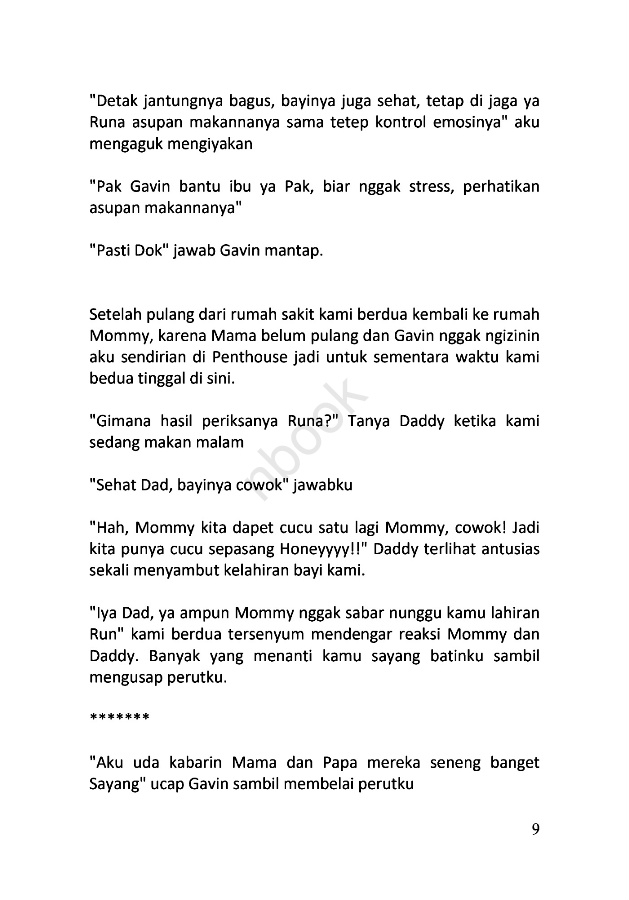 "Detak jantungnya bagus, bayinya juga sehat, tetap di jaga ya
Runa asupan makannanya sama tetep kontrol emosinya" aku
mengaguk mengiyakan
"Pak Gavin bantu ibu ya Pak, biar nggak stress, perhatikan
asupan makannanya"
"Pasti Dok" jawab Gavin mantap.
Setelah pulang dari rumah sakit kami berdua kembali ke rumah
Mommy, karena Mama belum pulang dan Gavin nggak ngizinin
aku sendirian di Penthouse jadi untuk sementara waktu kami
bedua tinggal di sini.
"Gimana hasil periksanya Runa?" Tanya Daddy ketika kami
sedang makan malam
"Sehat Dad, bayinya cowok" jawabku
"Hah, Mommy kita dapet cucu satu lagi Mommy, cowok! Jadi
kita punya cucu sepasang Honeyyyy!!" Daddy terlihat antusias
sekali menyambut kelahiran bayi kami.
"Iya Dad, ya ampun Mommy nggak sabar nunggu kamu lahiran
Run" kami berdua tersenyum mendengar reaksi Mommy dan
Daddy. Banyak yang menanti kamu sayang batinku sambil
mengusap perutku.
*******
"Aku uda kabarin Mama dan Papa mereka seneng banget
Sayang" ucap Gavin sambil membelai perutku
9
nbook